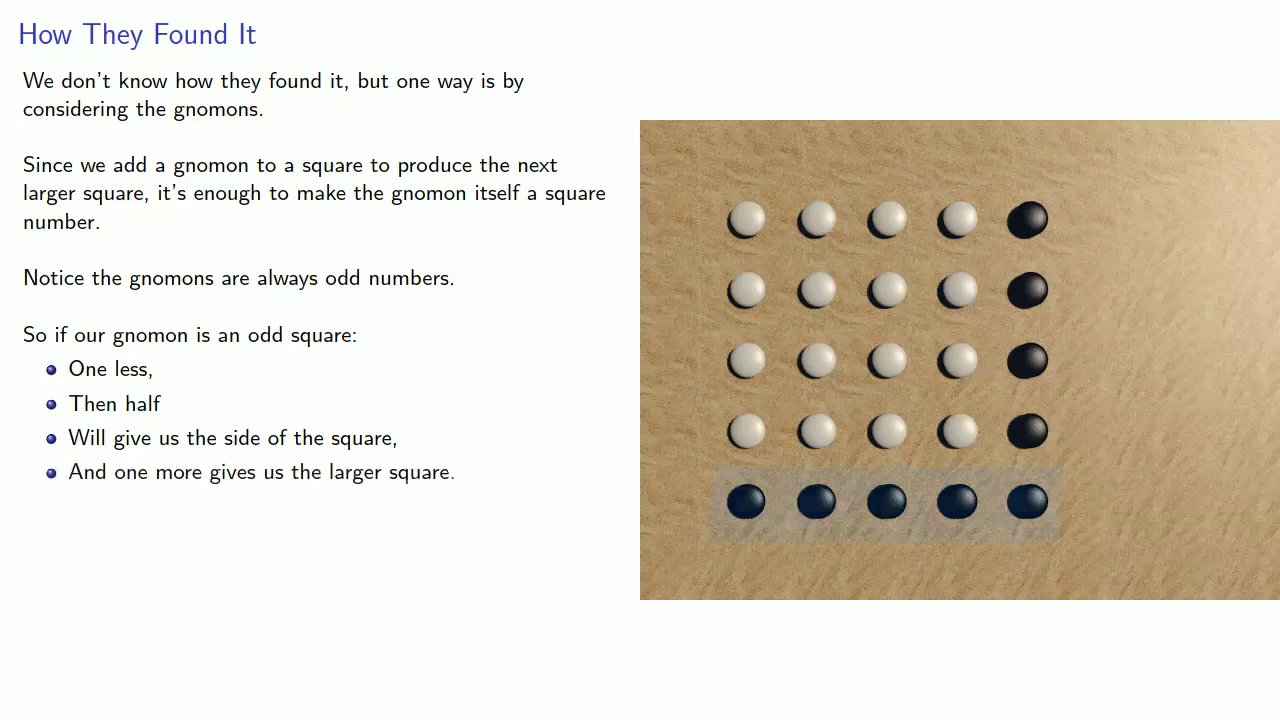 How They Found It
We don't know how they found it, but one way is by
considering the gnomons.
Since we add a gnomon to a square to produce the next
larger square, it's enough to make the gnomon itself a square
number.
Notice the gnomons are always odd numbers.
So if our gnomon is an odd square:
One less,
Then half
Will give us the side of the square,
And one more gives us the larger square.